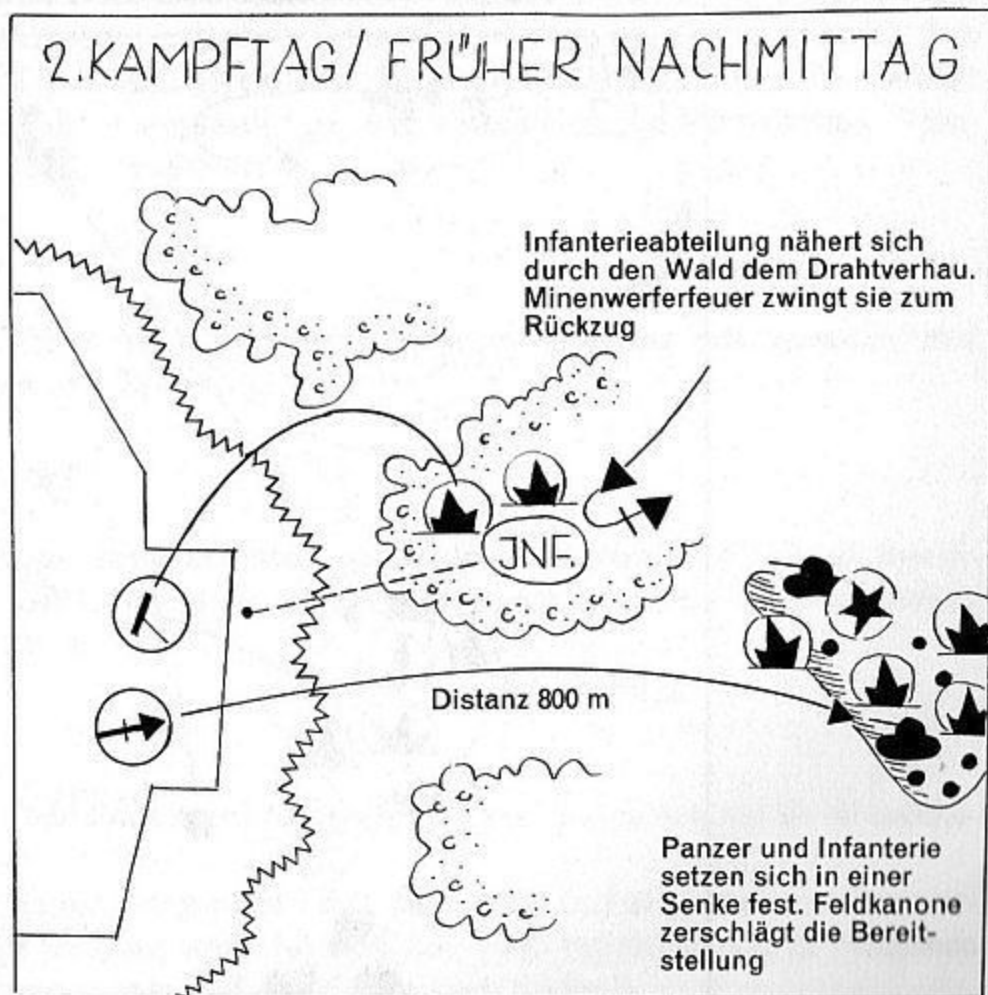 2.KAMPFTAG/ FRÜHER NACHMITTAG
Infanterieabteilung nähert sich
durch den Wald dem Drahtverhau.
Minenwerferfeuer zwingt sie zum
Rückzug
JNF.
Distanz 800 m
Panzer und Infanterie
setzen sich in einer
Senke fest. Feldkanone
zerschlägt die Bereit-
stellung